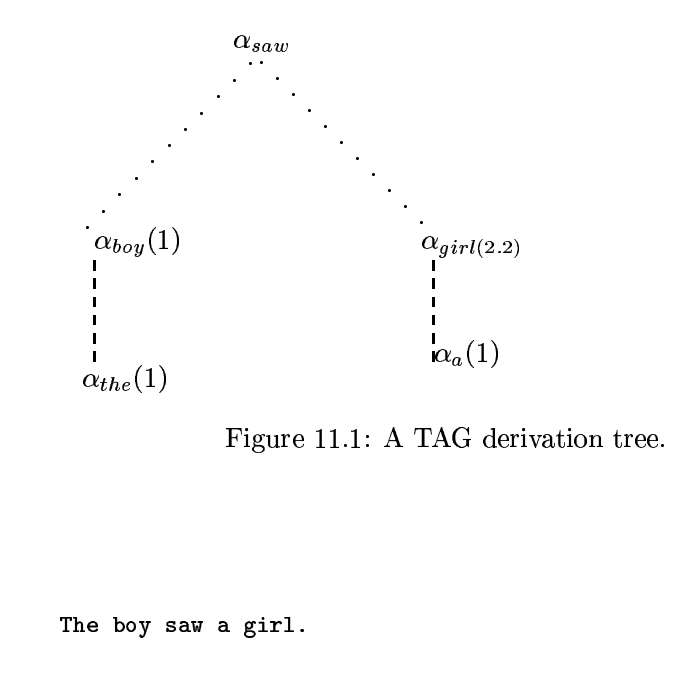 α_saw
α_boy(1) α_girl(2.2)
α_a(1)
α_the(1)
Figure 11.1: A TAG derivation tree.
The boy saw a girl.